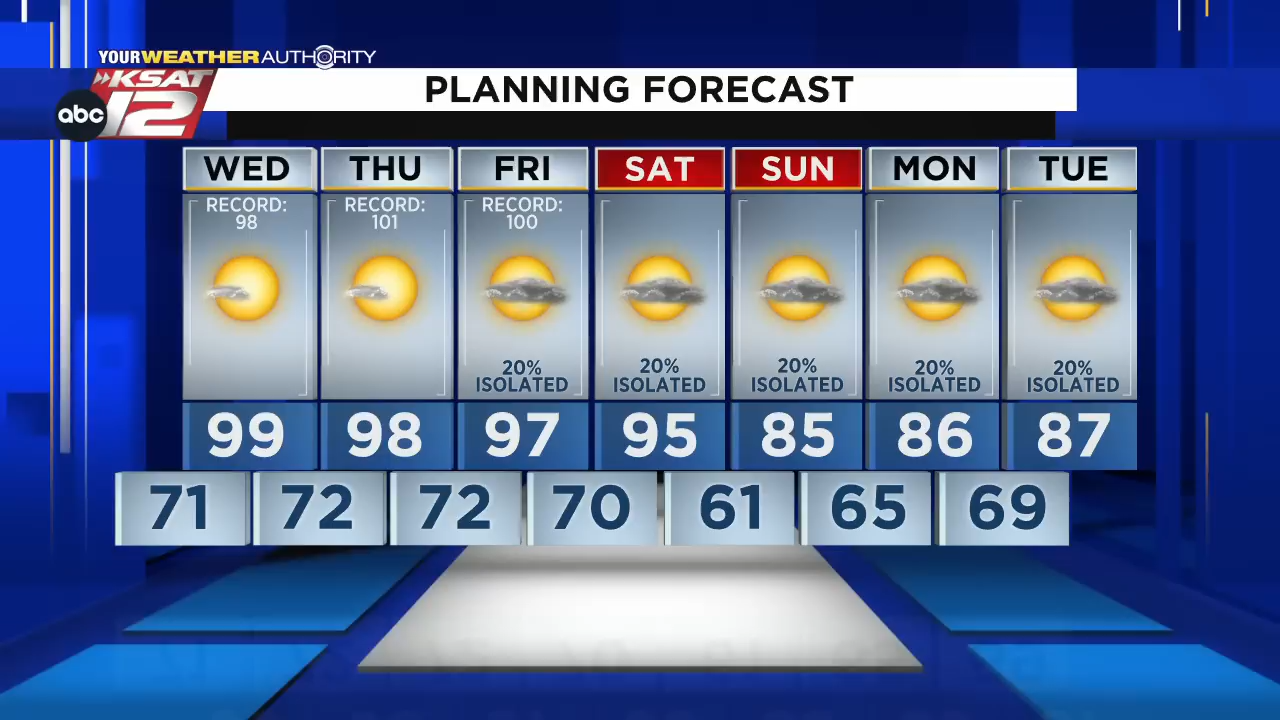 YOURWEATHERAUTHORITY
KSAT
abc 12
PLANNING FORECAST
WED THU FRI SAT SUN MON TUE
RECORD: RECORD: RECORD:
98 101 100
20% 20% 20% 20% 20%
ISOLATED ISOLATED ISOLATED ISOLATED ISOLATED
99 98 97 95 85 86 87
71 72 72 70 61 65 69